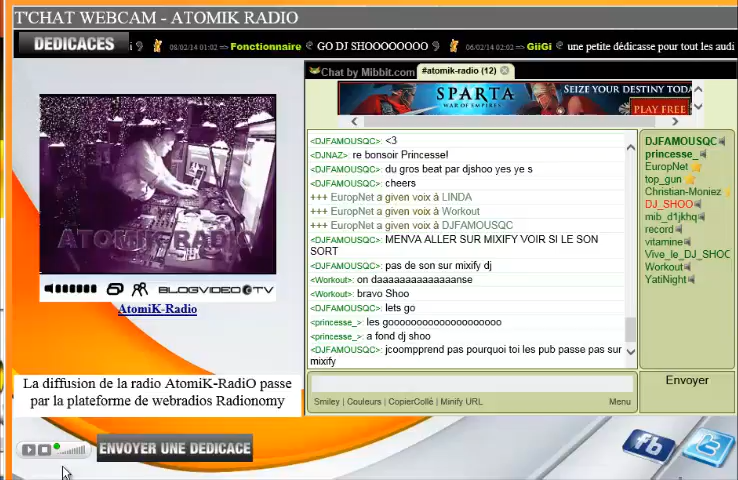 T'CHAT WEBCAM - ATOMIK RADIO
DEDICACES
08/02/14 01:02 => Fonctionnaire GO DJ SHOOOOOOOO 06/02/14 02:02 => GiiGi une petite dédicasse pour tout les audi
Chat by Mibbit.com #atomik-radio (12)
SPARTA
WAR OF EMPIRES
SEIZE YOUR DESTINY TODA
PLAY FREE
<DJFAMOUSQC>: <3
<DJNAZ> re bonsoir Princesse!
<DJFAMOUSQC>: du gros beat par djshoo yes ye s
<DJFAMOUSQC>: cheers
+++ EuropNet a given voix à LINDA
+++ EuropNet a given voix à Workout
+++ EuropNet a given voix à DJFAMOUSQC
<DJFAMOUSQC>: MENVA ALLER SUR MIXIFY VOIR SI LE SON
SORT
<DJFAMOUSQC>: pas de son sur mixify dj
<Workout>: on daaaaaaaaaaaaaanse
<Workout>: bravo Shoo
<DJFAMOUSQC>: lets go
<princesse_>: les gooooooooooooooooooooo
<princesse_>: a fond dj shoo
<DJFAMOUSQC>: jcoompprend pas pourquoi toi les pub passe pas sur
mixify
DJFAMOUSQC
princesse_
EuropNet
top_gun
Christian-Moniez
DJ_SHOO
mib_d1jkhq
record
vitamine
Vive_le_DJ_SHOC
Workout
YatiNight
Envoyer
Smiley | Couleurs | CopierCollé | Minify URL
Menu
ATOMIK RADIO
BLOGVIDEO TV
AtomiK-Radio
La diffusion de la radio AtomiK-RadiO passe
par la plateforme de webradios Radionomy
ENVOYER UNE DEDICACE
fb